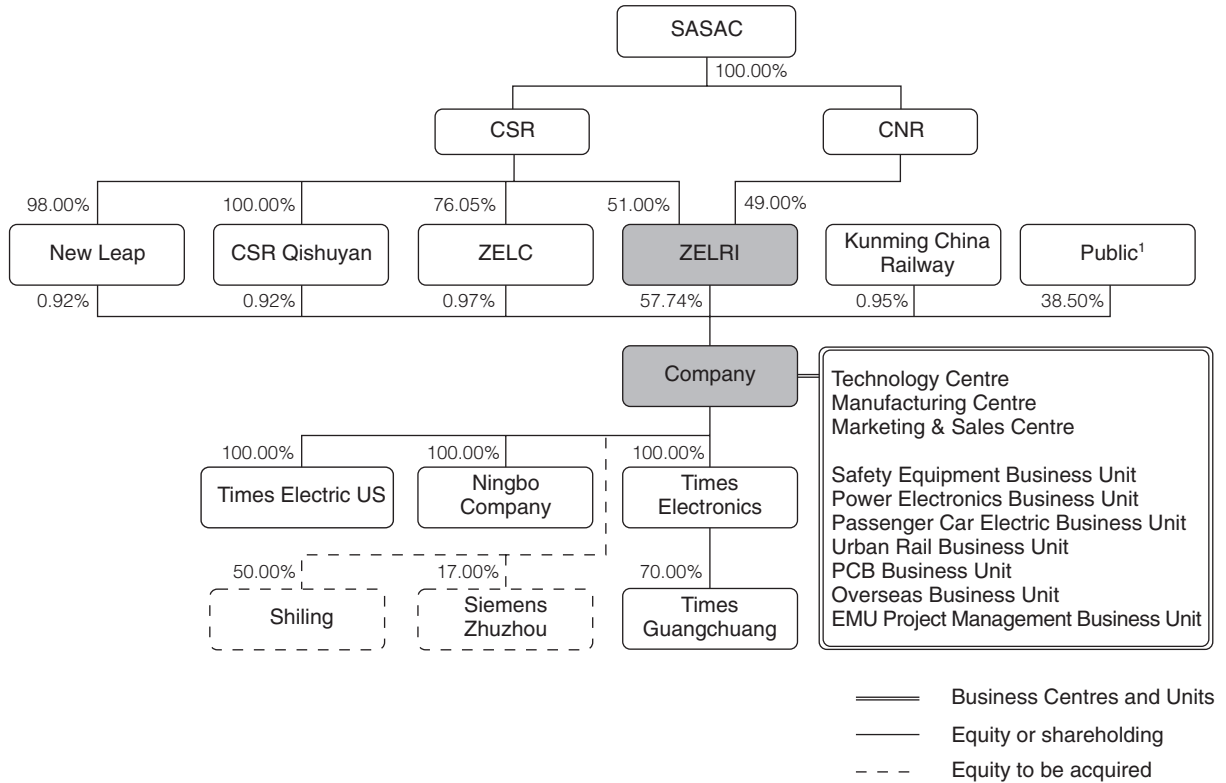 SASAC
100.00%
CSR
CNR
98.00%
100.00%
76.05%
51.00%
49.00%
New Leap
CSR Qishuyan
ZELC
ZELRI
Kunming China
Railway
Public¹
0.92%
0.92%
0.97%
57.74%
0.95%
38.50%
Company
Technology Centre
Manufacturing Centre
Marketing & Sales Centre
Safety Equipment Business Unit
Power Electronics Business Unit
Passenger Car Electric Business Unit
Urban Rail Business Unit
PCB Business Unit
Overseas Business Unit
EMU Project Management Business Unit
100.00%
100.00%
100.00%
Times Electric US
Ningbo
Company
Times
Electronics
50.00%
17.00%
70.00%
Shiling
Siemens
Zhuzhou
Times
Guangchuang
Business Centres and Units
Equity or shareholding
Equity to be acquired